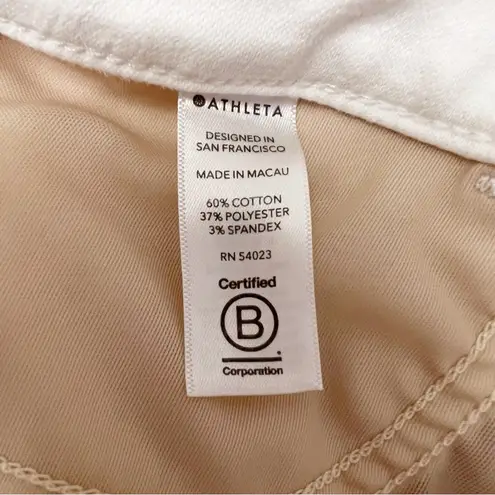 ATHLETA
DESIGNED IN
SAN FRANCISCO
MADE IN MACAU
60% COTTON
37% POLYESTER
3% SPANDEX
RN 54023
Certified
B
Corporation